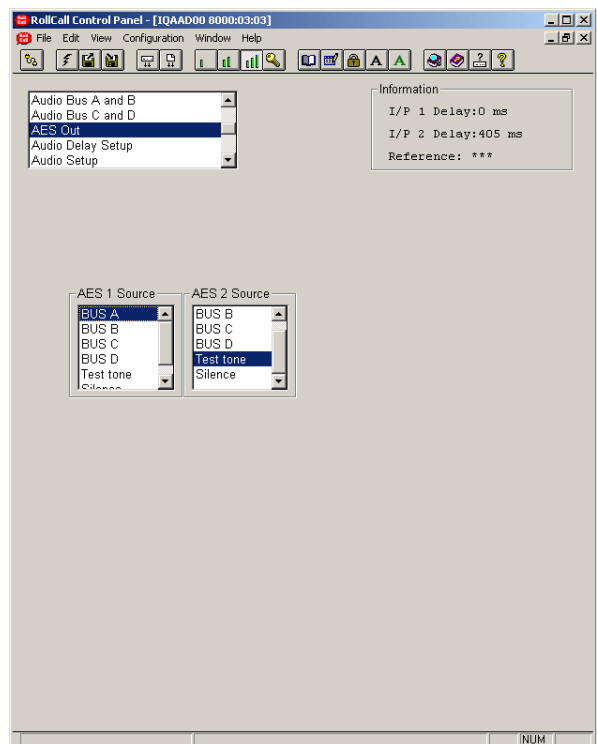 RollCall Control Panel - [IQAAD00 8000:03:03]
File Edit View Configuration Window Help
A A
Audio Bus A and B
Audio Bus C and D
AES Out
Audio Delay Setup
Audio Setup
Information
I/P 1 Delay:0 ms
I/P 2 Delay:405 ms
Reference: ***
AES 1 Source
BUS A
BUS B
BUS C
BUS D
Test tone
Silence
AES 2 Source
BUS B
BUS C
BUS D
Test tone
Silence
NUM